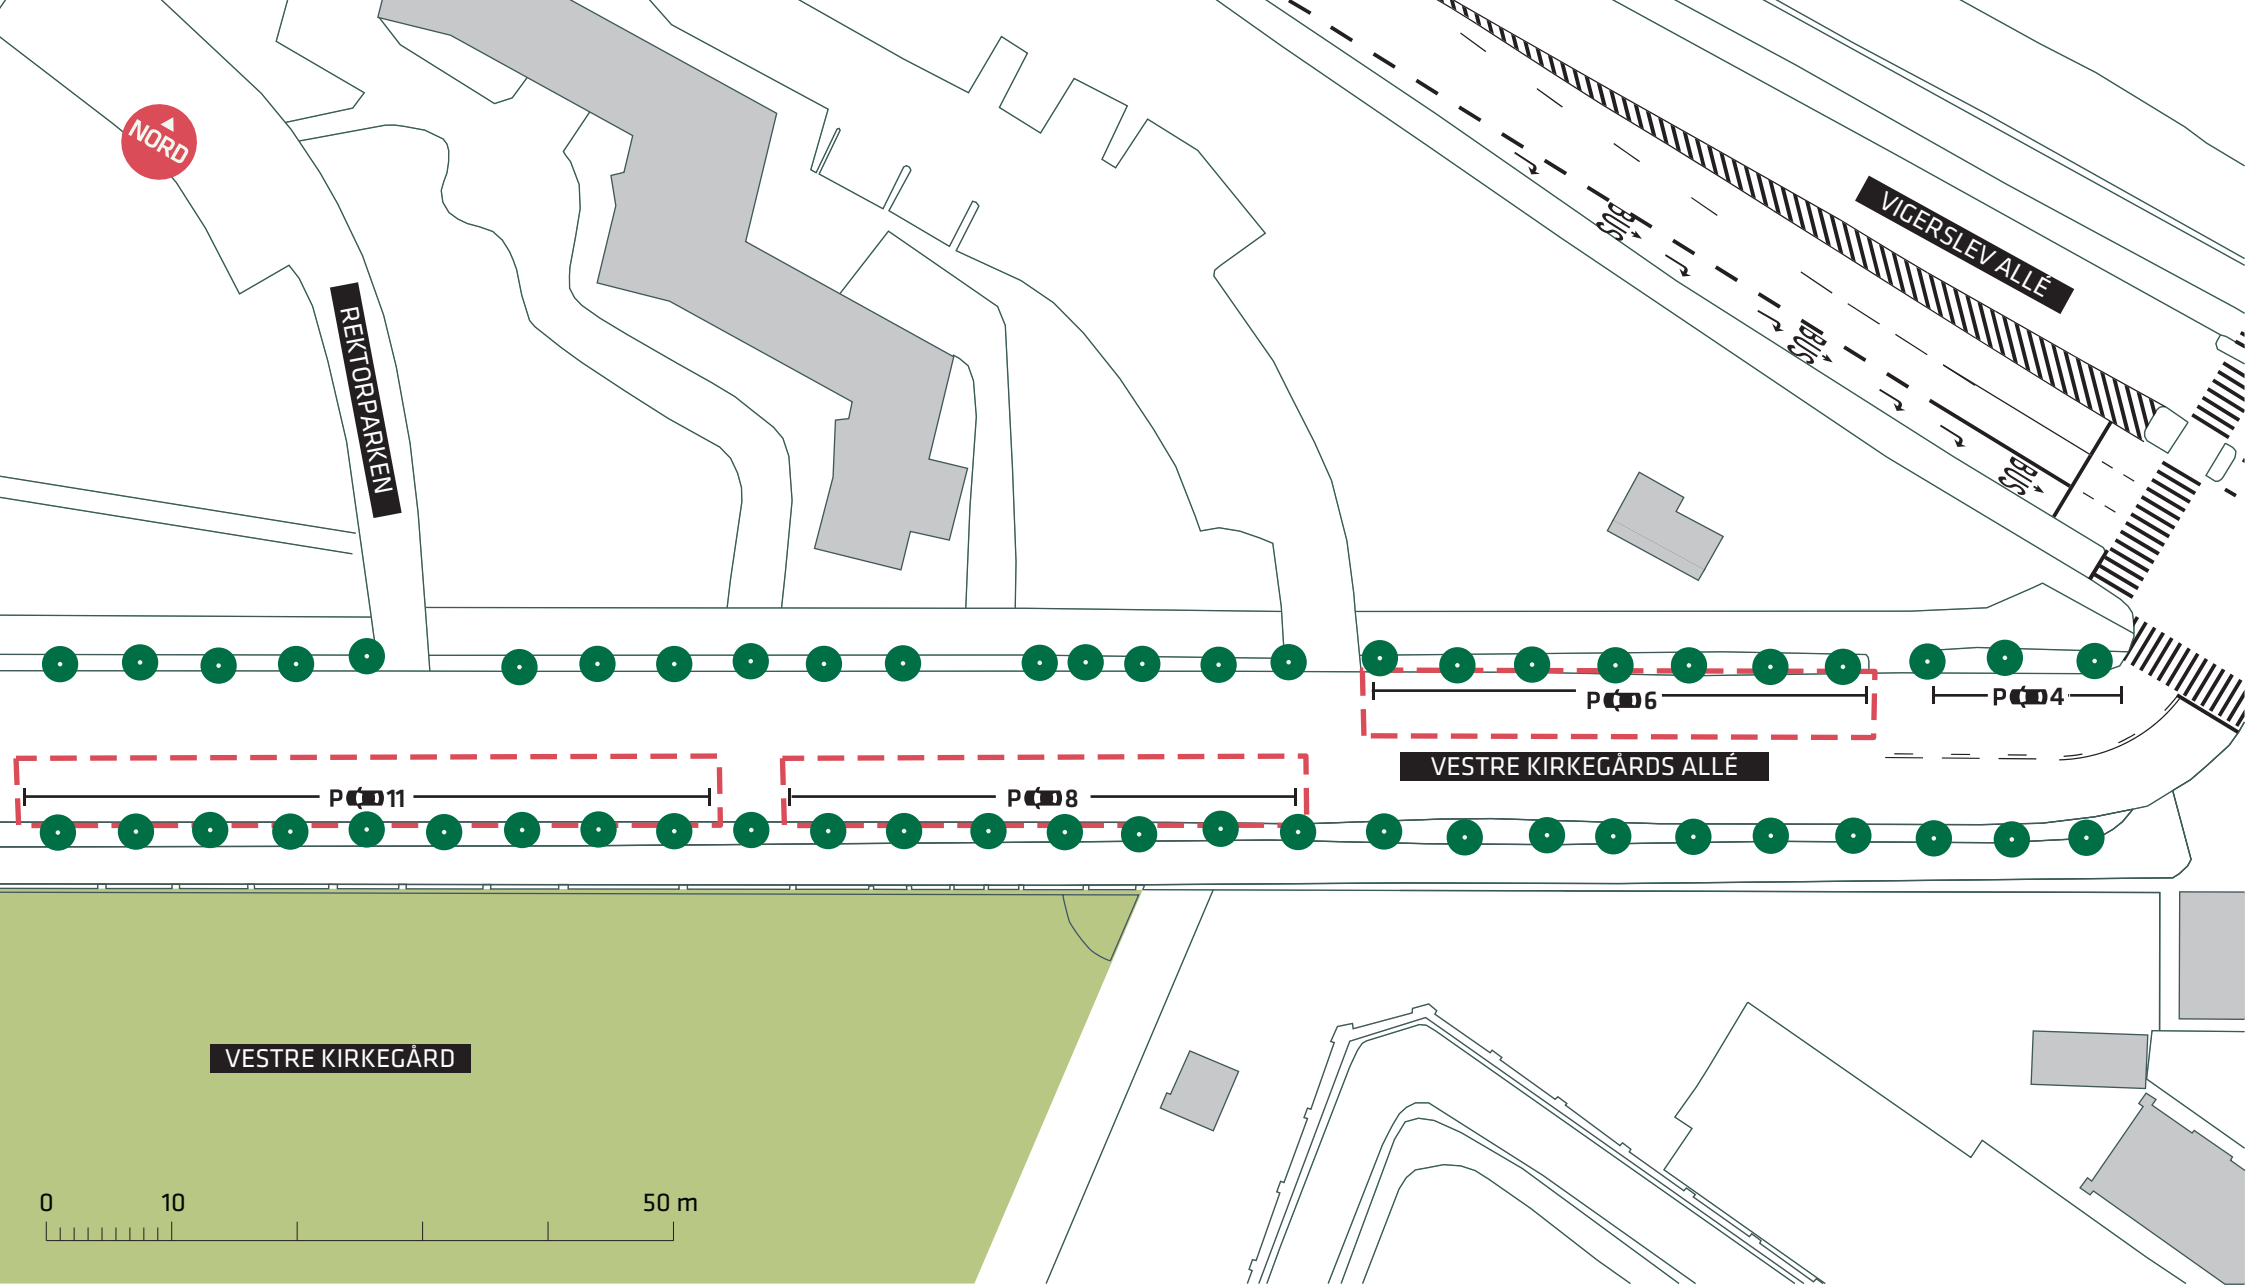 NORD
VIGERSLEV ALLÉ
BUS
BUS
BUS
REKTORPARKEN
P 6
P 4
VESTRE KIRKEGÅRDS ALLÉ
P 11
P 8
VESTRE KIRKEGÅRD
0 10 50 m